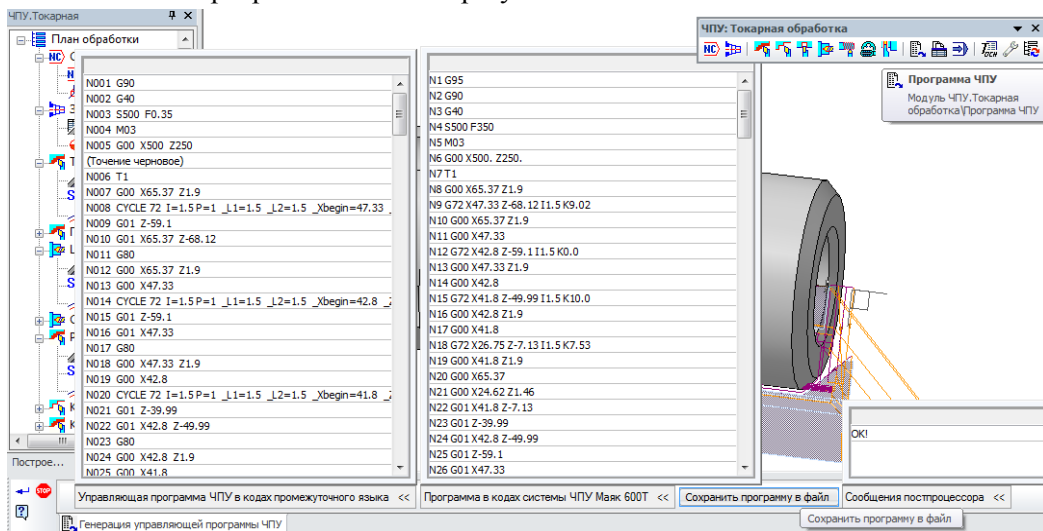 программ
ЧПУ.Токарная
План обработки
ЧПУ: Токарная обработка
Программа ЧПУ
Модуль ЧПУ.Токарная
обработка\Программа ЧПУ
N001 G90
N002 G40
N003 S500 F0.35
N004 M03
N005 G00 X500 Z250
(Точение черновое)
N006 T1
N007 G00 X65.37 Z1.9
N008 CYCLE 72 I=1.5 P=1 _L1=1.5 _L2=1.5 _Xbegin=47.33
N009 G01 Z-59.1
N010 G01 X65.37 Z-68.12
N011 G80
N012 G00 X65.37 Z1.9
N013 G00 X47.33
N014 CYCLE 72 I=1.5 P=1 _L1=1.5 _L2=1.5 _Xbegin=42.8
N015 G01 Z-59.1
N016 G01 X47.33
N017 G80
N018 G00 X47.33 Z1.9
N019 G00 X42.8
N020 CYCLE 72 I=1.5 P=1 _L1=1.5 _L2=1.5 _Xbegin=41.8
N021 G01 Z-39.99
N022 G01 X42.8 Z-49.99
N023 G80
N024 G00 X42.8 Z1.9
N025 G00 X41.8
N1 G95
N2 G90
N3 G40
N4 S500 F350
N5 M03
N6 G00 X500. Z250.
N7 T1
N8 G00 X65.37 Z1.9
N9 G72 X47.33 Z-68.12 I1.5 K9.02
N10 G00 X65.37 Z1.9
N11 G00 X47.33
N12 G72 X42.8 Z-59.1 I1.5 K0.0
N13 G00 X47.33 Z1.9
N14 G00 X42.8
N15 G72 X41.8 Z-49.99 I1.5 K10.0
N16 G00 X42.8 Z1.9
N17 G00 X41.8
N18 G72 X26.75 Z-7.13 I1.5 K7.53
N19 G00 X41.8 Z1.9
N20 G00 X65.37
N21 G00 X24.62 Z1.46
N22 G01 X41.8 Z-7.13
N23 G01 Z-39.99
N24 G01 X42.8 Z-49.99
N25 G01 Z-59.1
N26 G01 X47.33
OK!
Построе...
STOP
Управляющая программа ЧПУ в кодах промежуточного языка <<
Программа в кодах системы ЧПУ Маяк 600Т <<
Сохранить программу в файл
Сообщения постпроцессора <<
Сохранить программу в файл
Генерация управляющей программы ЧПУ